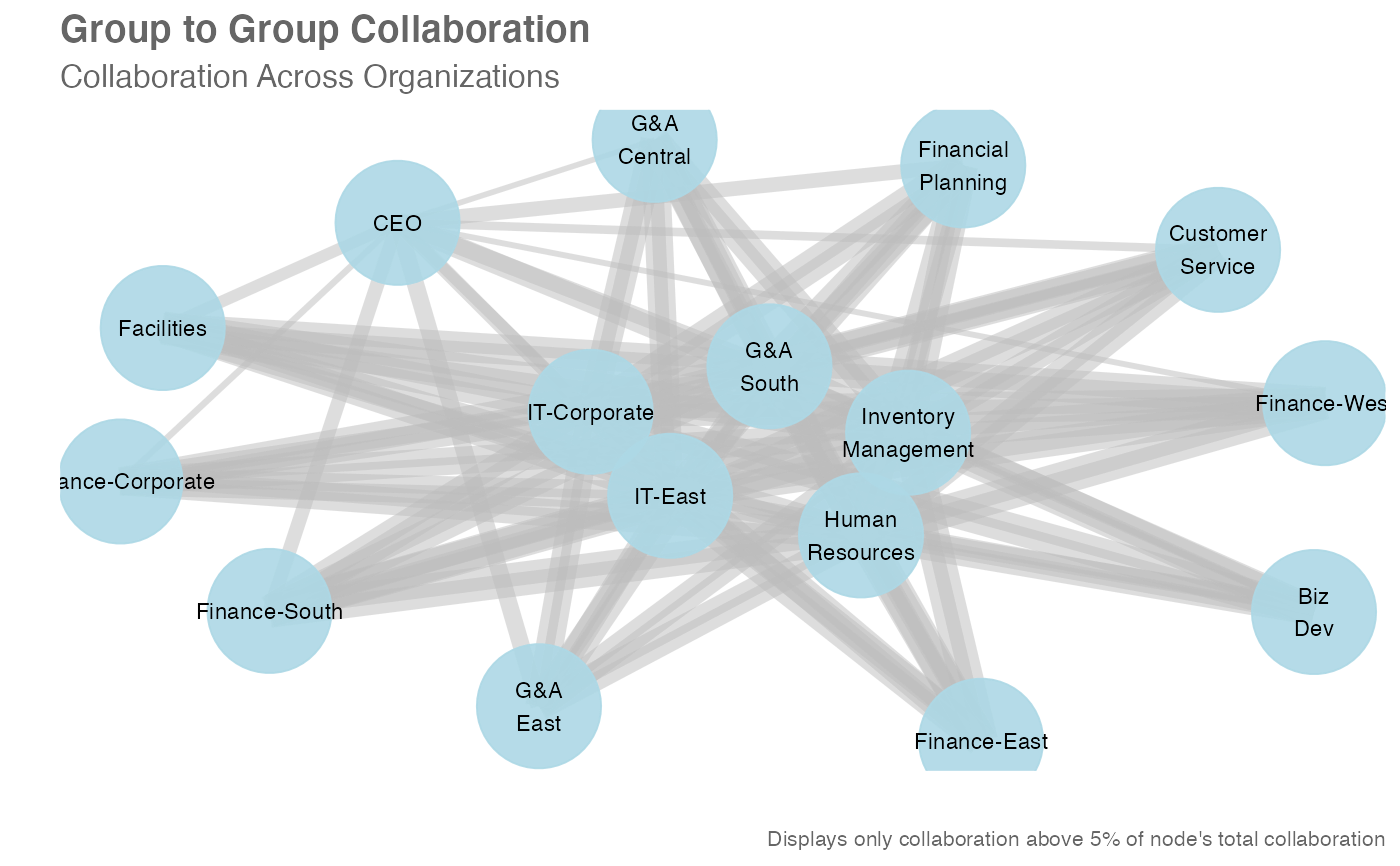 Group to Group Collaboration
Collaboration Across Organizations
G&A
Central
Financial
Planning
CEO
Customer
Service
Facilities
G&A
South
IT-Corporate
Inventory
Management
Finance-Wes
ance-Corporate
IT-East
Human
Resources
Finance-South
Biz
Dev
G&A
East
Finance-East
Displays only collaboration above 5% of node's total collaboration